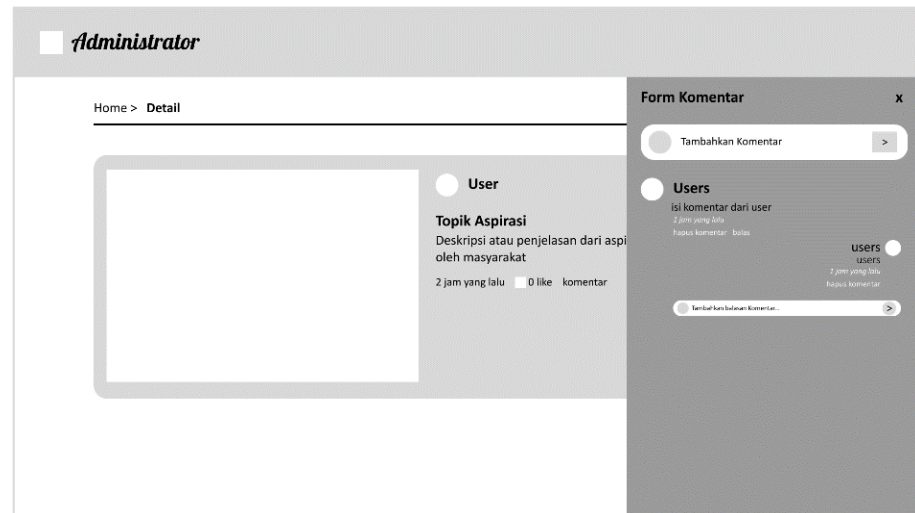 Administrator
Home > Detail
User
Topik Aspirasi
Deskripsi atau penjelasan dari aspi
oleh masyarakat
2 jam yang lalu 0 like komentar
Form Komentar x
Tambahkan Komentar >
Users
isi komentar dari user
1 jam yang lalu
hapus komentar balas
users
users
1 jam yang lalu
hapus komentar
Tambahkan balasan Komentar... >